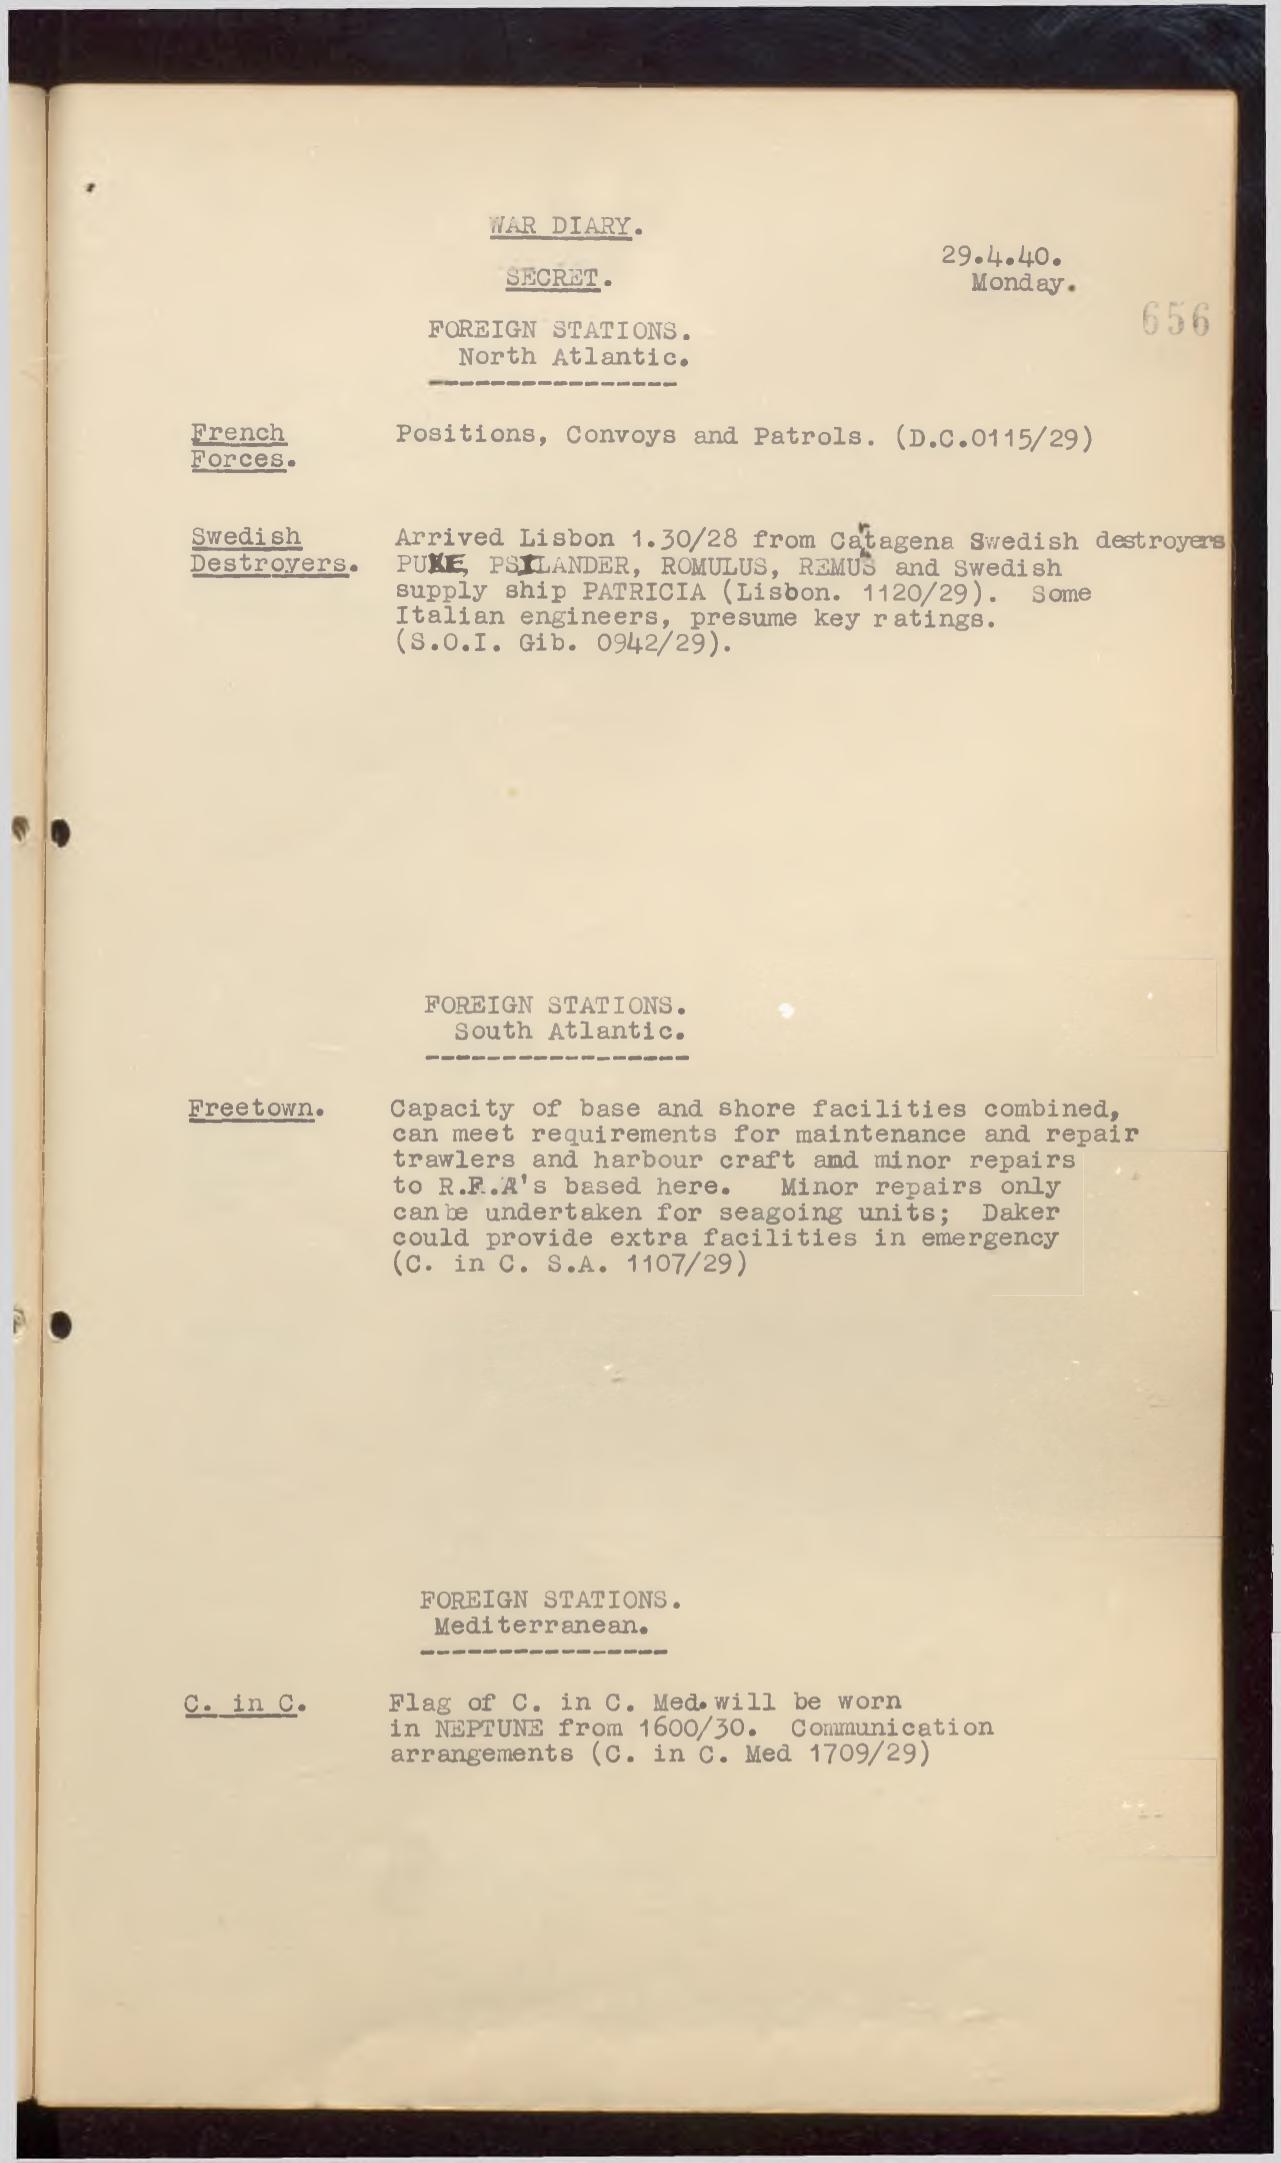 WAR DIARY.
29.4.40.
SECRET.
Monday.
656
FOREIGN STATIONS.
North Atlantic.
-----------------
French
Forces.
Positions, Convoys and Patrols. (D.C.0115/29)
Swedish
Destroyers.
Arrived Lisbon 1.30/28 from Cartagena Swedish destroyers
PUKE, PSILANDER, ROMULUS, REMUS and Swedish
supply ship PATRICIA (Lisbon. 1120/29). Some
Italian engineers, presume key ratings.
(S.O.I. Gib. 0942/29).
FOREIGN STATIONS.
South Atlantic.
-----------------
Freetown.
Capacity of base and shore facilities combined,
can meet requirements for maintenance and repair
trawlers and harbour craft and minor repairs
to R.F.A's based here. Minor repairs only
can be undertaken for seagoing units; Daker
could provide extra facilities in emergency
(C. in C. S.A. 1107/29)
FOREIGN STATIONS.
Mediterranean.
-----------------
C. in C.
Flag of C. in C. Med. will be worn
in NEPTUNE from 1600/30. Communication
arrangements (C. in C. Med 1709/29)